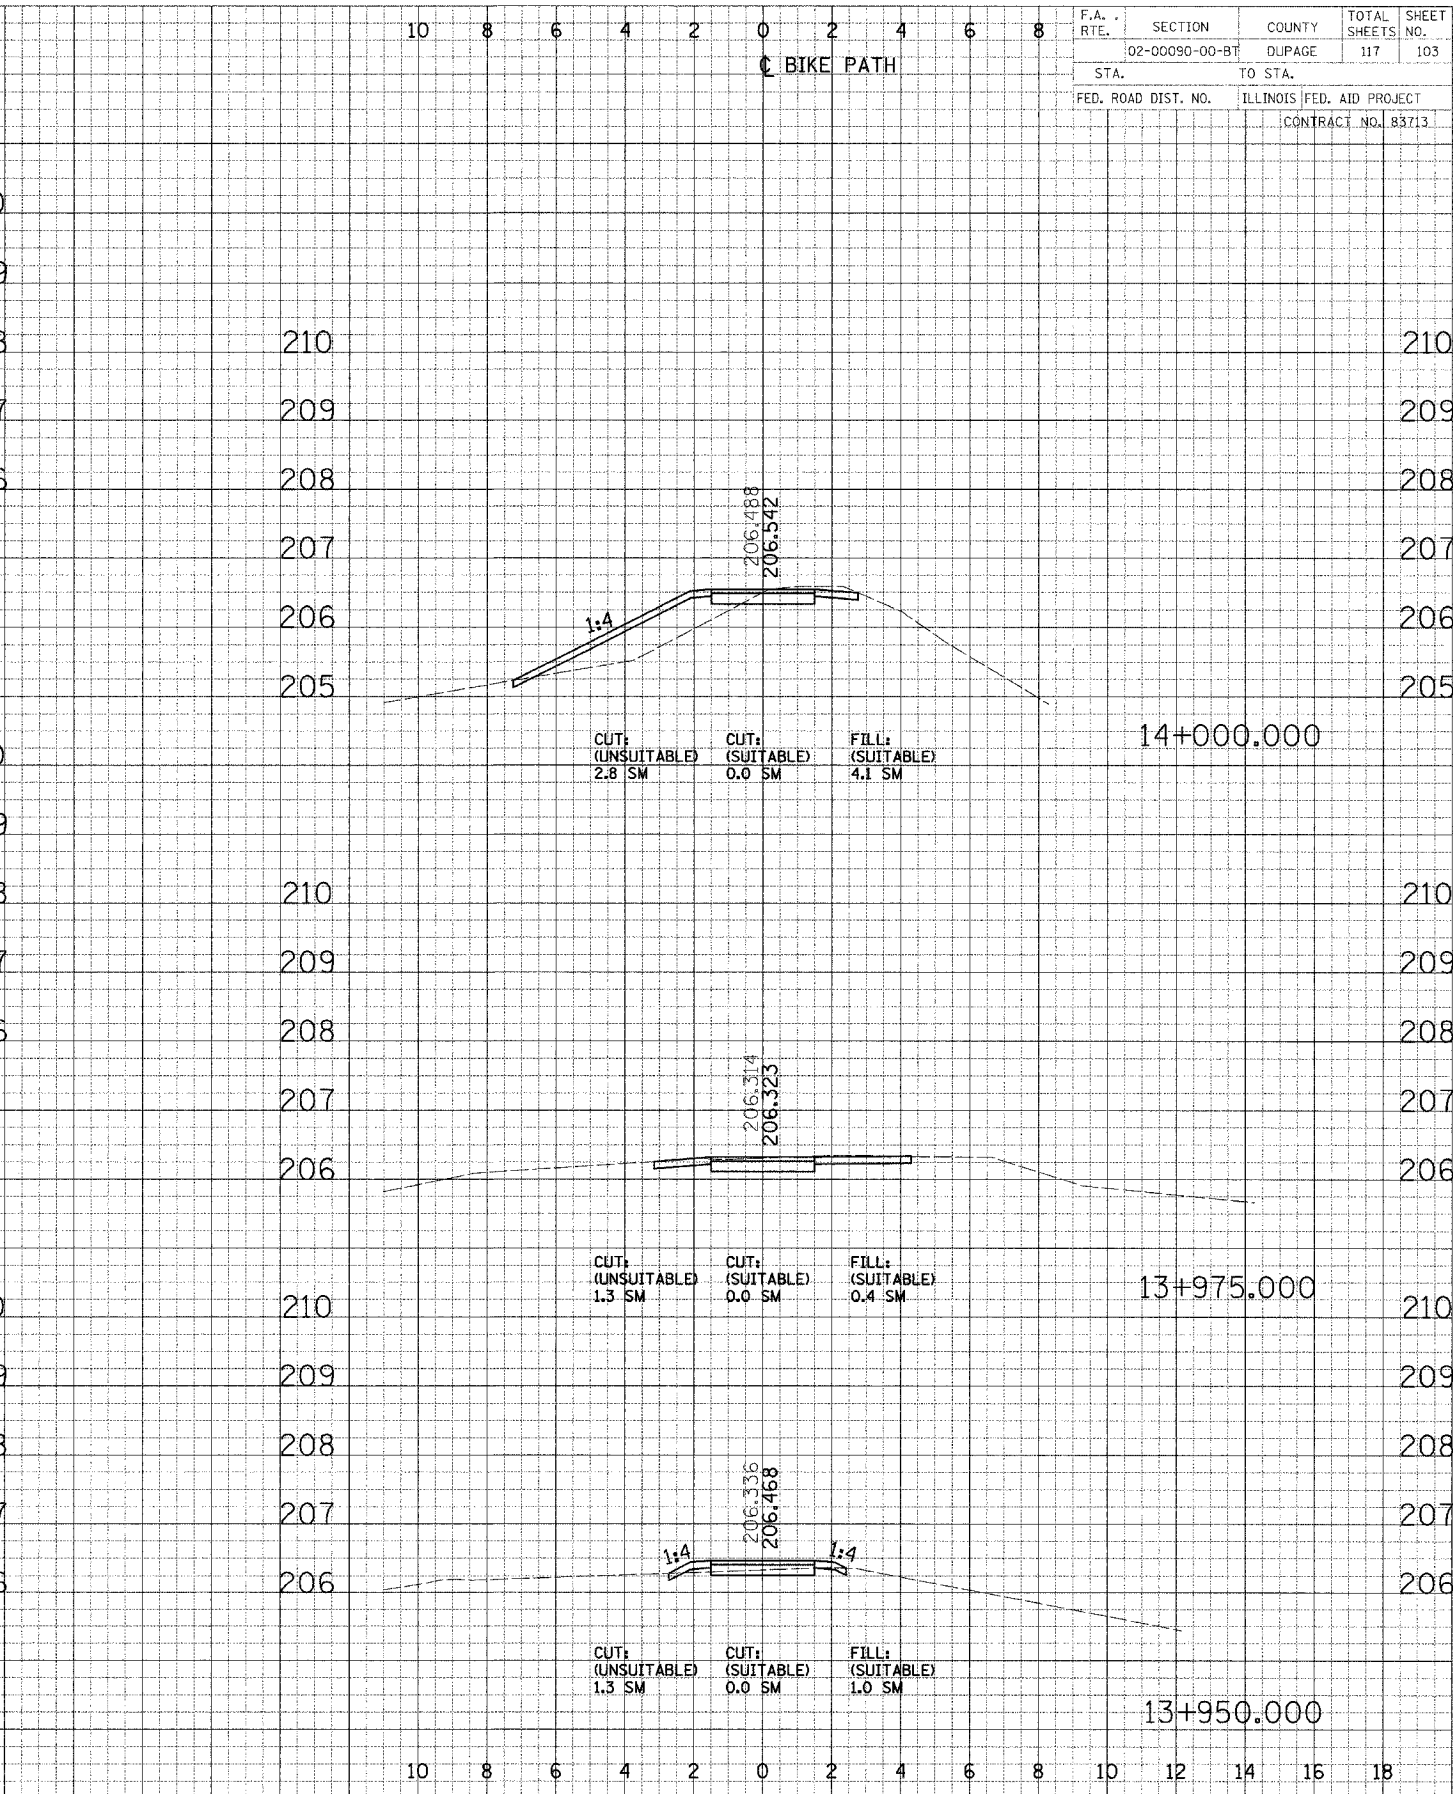 10 8 6 4 2 0 2 4 6 8
℄ BIKE PATH
F.A. RTE. SECTION COUNTY TOTAL SHEETS SHEET NO.
02-00090-00-BT DUPAGE 117 103
STA. TO STA.
FED. ROAD DIST. NO. ILLINOIS FED. AID PROJECT
CONTRACT NO. 83713
210 210
209 209
208 208
206.488
206.542
207 207
206 1:4 206
205 205
14+000.000
CUT: (UNSUITABLE) 2.8 SM
CUT: (SUITABLE) 0.0 SM
FILL: (SUITABLE) 4.1 SM
210 210
209 209
208 208
206.314
206.323
207 207
206 206
CUT: (UNSUITABLE) 1.3 SM
CUT: (SUITABLE) 0.0 SM
FILL: (SUITABLE) 0.4 SM
13+975.000
210 210
209 209
208 208
206.336
206.468
207 207
1:4 1:4
206 206
CUT: (UNSUITABLE) 1.3 SM
CUT: (SUITABLE) 0.0 SM
FILL: (SUITABLE) 1.0 SM
13+950.000
10 8 6 4 2 0 2 4 6 8 10 12 14 16 18